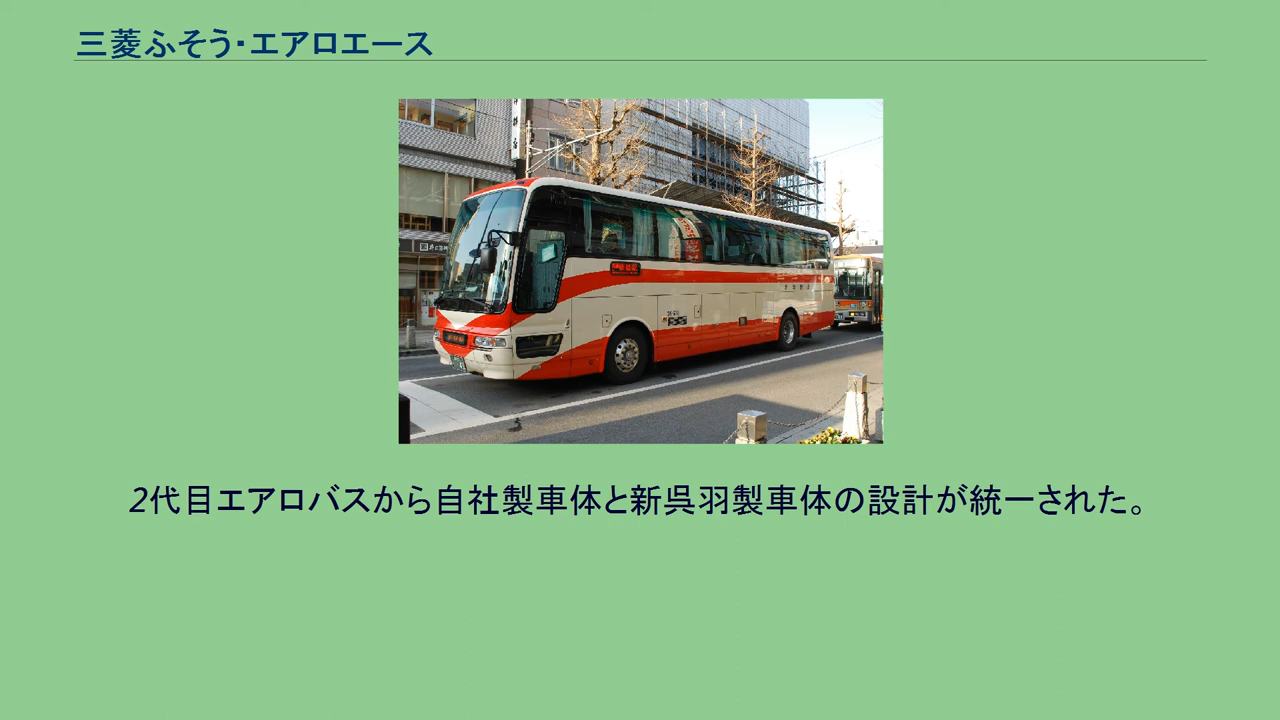 三菱ふそう・エアロエース
2代目エアロバスから自社製車体と新呉羽製車体の設計が統一された。